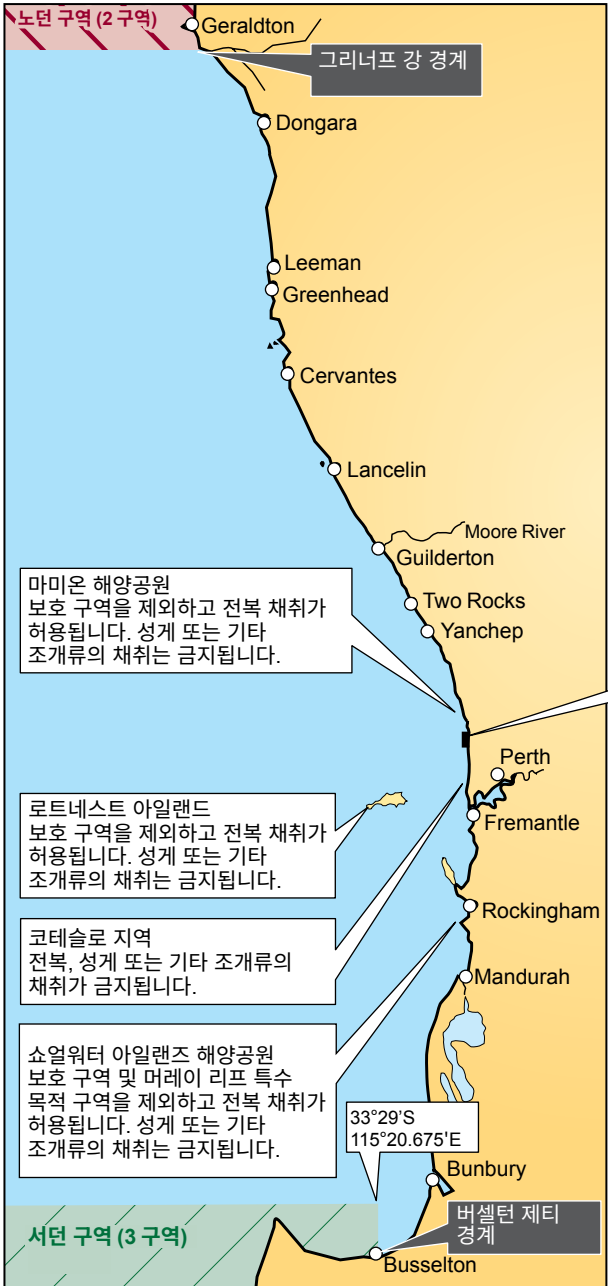 노던 구역 (2 구역)
Geraldton
그리너프 강 경계
Dongara
Leeman
Greenhead
Cervantes
Lancelin
Moore River
Guilderton
마미온 해양공원
보호 구역을 제외하고 전복 채취가
허용됩니다. 성게 또는 기타
조개류의 채취는 금지됩니다.
Two Rocks
Yanchep
Perth
로트네스트 아일랜드
보호 구역을 제외하고 전복 채취가
허용됩니다. 성게 또는 기타
조개류의 채취는 금지됩니다.
Fremantle
Rockingham
코테슬로 지역
전복, 성게 또는 기타 조개류의
채취가 금지됩니다.
Mandurah
쇼얼워터 아일랜즈 해양공원
보호 구역 및 머레이 리프 특수
목적 구역을 제외하고 전복 채취가
허용됩니다. 성게 또는 기타
조개류의 채취는 금지됩니다.
33°29'S
115°20.675'E
Bunbury
버셀턴 제티
경계
서던 구역 (3 구역)
Busselton